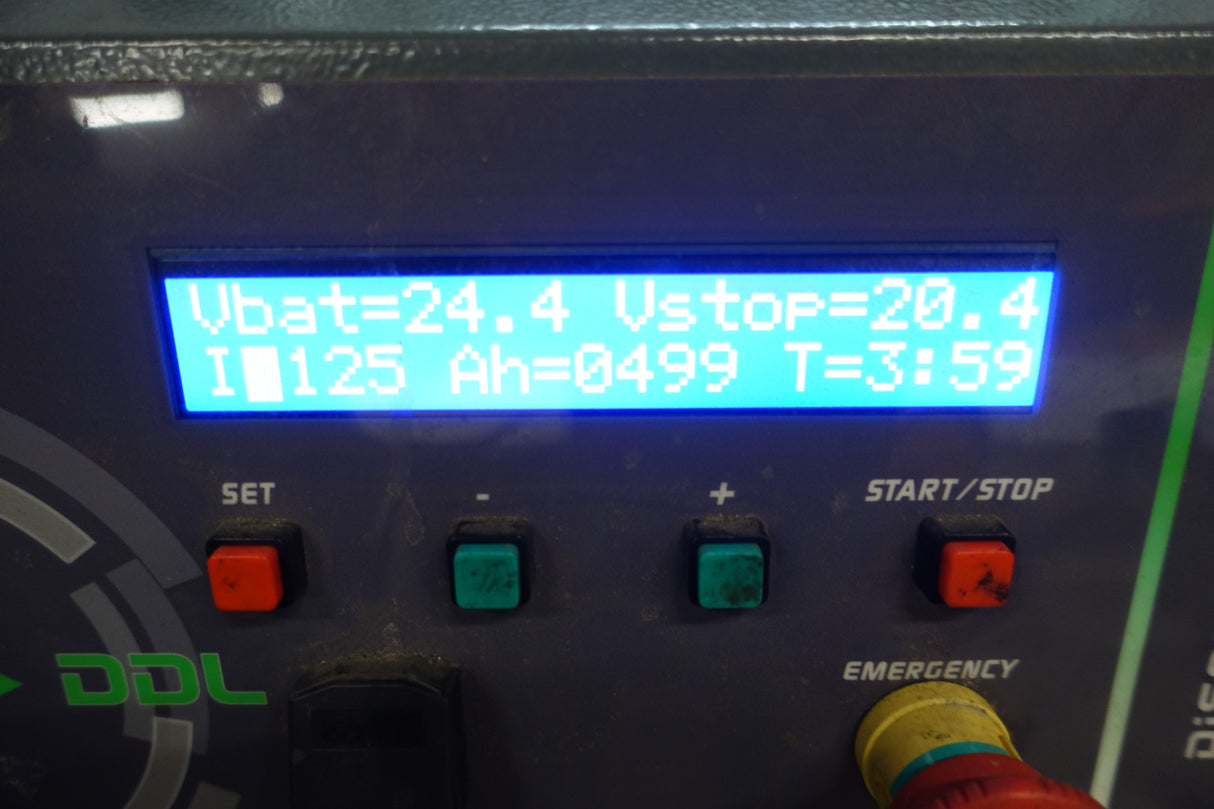 Vbat=24.4 Vstop=20.4
I█125 Ah=0499 T=3:59
SET - + START/STOP
DDL
EMERGENCY